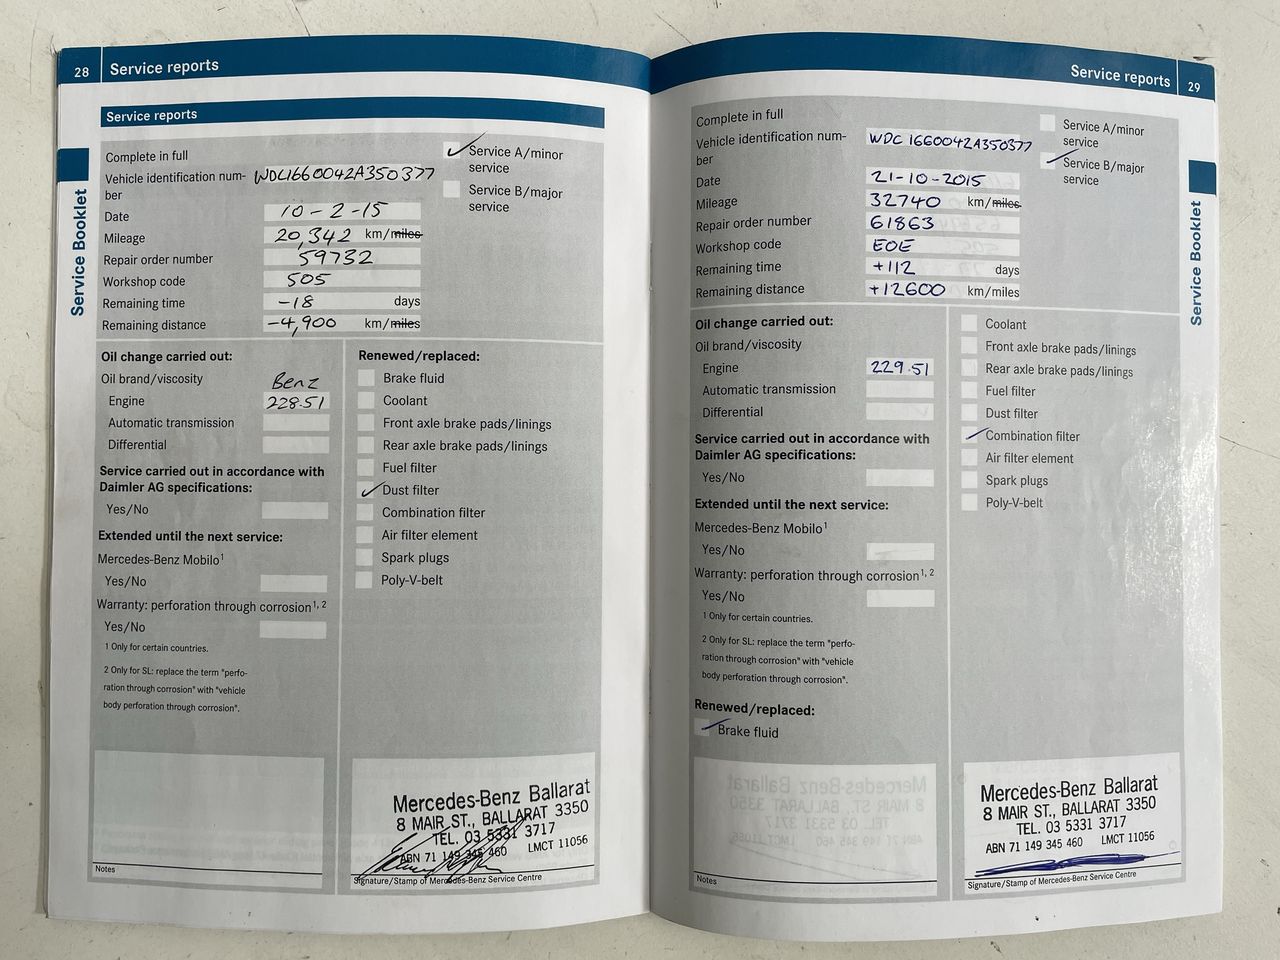 28 Service reports
Service reports
Complete in full
Vehicle identification num-
ber
WDC1660042A350377
Date 10-2-15
Mileage 20,342 km/miles
Repair order number 59732
Workshop code 505
Remaining time -18 days
Remaining distance -4,900 km/miles
Service A/minor
service
Service B/major
service
Service Booklet
Oil change carried out:
Oil brand/viscosity Benz
Engine 228.51
Automatic transmission
Differential
Service carried out in accordance with
Daimler AG specifications:
Yes/No
Extended until the next service:
Mercedes-Benz Mobilo¹
Yes/No
Warranty: perforation through corrosion¹, ²
Yes/No
1 Only for certain countries.
2 Only for SL: replace the term "perfo-
ration through corrosion" with "vehicle
body perforation through corrosion".
Renewed/replaced:
Brake fluid
Coolant
Front axle brake pads/linings
Rear axle brake pads/linings
Fuel filter
Dust filter
Combination filter
Air filter element
Spark plugs
Poly-V-belt
Notes
Mercedes-Benz Ballarat
8 MAIR ST., BALLARAT 3350
TEL. 03 5331 3717
ABN 71 149 345 460 LMCT 11056
Signature/Stamp of Mercedes-Benz Service Centre
Service reports 29
Complete in full
Vehicle identification num-
ber
WDC1660042A350377
Date 21-10-2015
Mileage 32740 km/miles
Repair order number 61863
Workshop code EOE
Remaining time +112 days
Remaining distance +12600 km/miles
Service A/minor
service
Service B/major
service
Service Booklet
Oil change carried out:
Oil brand/viscosity
Engine 229.51
Automatic transmission
Differential
Service carried out in accordance with
Daimler AG specifications:
Yes/No
Extended until the next service:
Mercedes-Benz Mobilo¹
Yes/No
Warranty: perforation through corrosion¹, ²
Yes/No
1 Only for certain countries.
2 Only for SL: replace the term "perfo-
ration through corrosion" with "vehicle
body perforation through corrosion".
Renewed/replaced:
Brake fluid
Coolant
Front axle brake pads/linings
Rear axle brake pads/linings
Fuel filter
Dust filter
Combination filter
Air filter element
Spark plugs
Poly-V-belt
Notes
Mercedes-Benz Ballarat
8 MAIR ST., BALLARAT 3350
TEL. 03 5331 3717
ABN 71 149 345 460 LMCT 11056
Signature/Stamp of Mercedes-Benz Service Centre